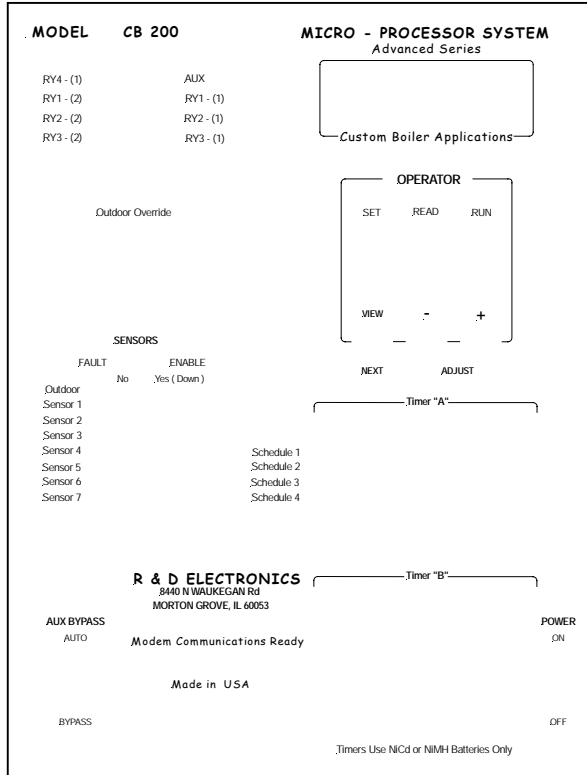 MODEL CB 200
MICRO - PROCESSOR SYSTEM
Advanced Series
RY4 - (1) AUX
RY1 - (2) RY1 - (1)
RY2 - (2) RY2 - (1)
RY3 - (2) RY3 - (1)
Custom Boiler Applications
OPERATOR
Outdoor Override
SET READ RUN
VIEW - +
NEXT ADJUST
SENSORS
FAULT ENABLE
No Yes ( Down )
Outdoor
Sensor 1
Sensor 2
Sensor 3
Sensor 4
Sensor 5
Sensor 6
Sensor 7
Schedule 1
Schedule 2
Schedule 3
Schedule 4
Timer "A"
Timer "B"
R & D ELECTRONICS
8440 N WAUKEGAN Rd
MORTON GROVE, IL 60053
AUX BYPASS
AUTO
Modem Communications Ready
Made in USA
BYPASS
POWER
ON
OFF
Timers Use NiCd or NiMH Batteries Only